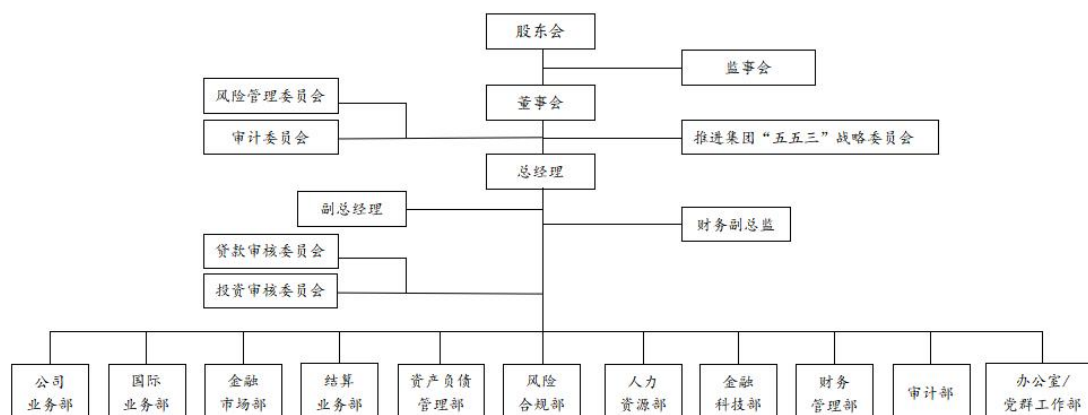 股东会
监事会
风险管理委员会
董事会
审计委员会
推进集团“五五三”战略委员会
总经理
副总经理
财务副总监
贷款审核委员会
投资审核委员会
公司
业务部
国际
业务部
金融
市场部
结算
业务部
资产负债
管理部
风险
合规部
人力
资源部
金融
科技部
财务
管理部
审计部
办公室/
党群工作部